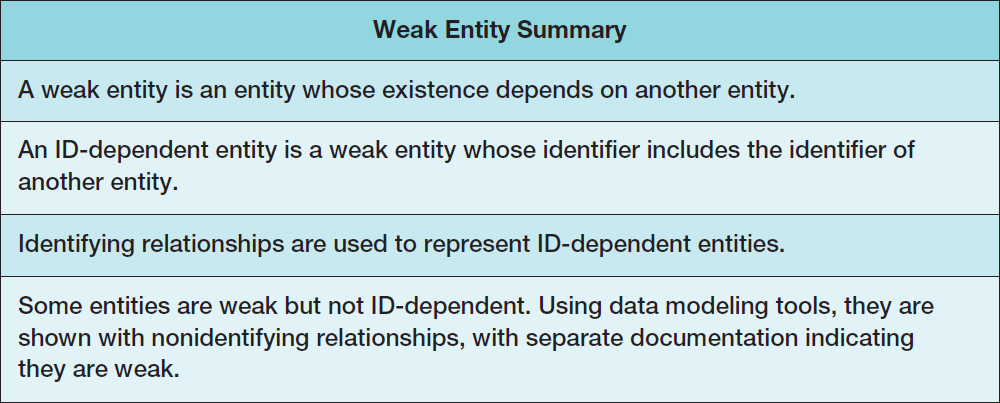 Weak Entity Summary
A weak entity is an entity whose existence depends on another entity.
An ID-dependent entity is a weak entity whose identifier includes the identifier of
another entity.
Identifying relationships are used to represent ID-dependent entities.
Some entities are weak but not ID-dependent. Using data modeling tools, they are
shown with nonidentifying relationships, with separate documentation indicating
they are weak.